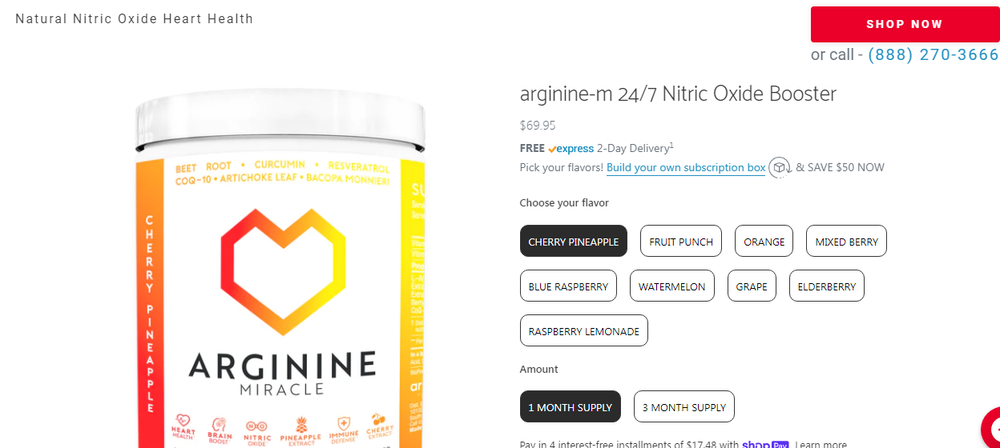 Natural Nitric Oxide Heart Health
SHOP NOW
or call - (888) 270-3666
BEET ROOT • CURCUMIN • RESVERATROL
COQ-10 • ARTICHOKE LEAF • BACOPA MONNIERI
CHERRY PINEAPPLE
ARGININE
MIRACLE
HEART HEALTH
BRAIN BOOST
NITRIC OXIDE
PINEAPPLE EXTRACT
IMMUNE DEFENSE
CHERRY EXTRACT
arginine-m 24/7 Nitric Oxide Booster
$69.95
FREE express 2-Day Delivery1
Pick your flavors! Build your own subscription box & SAVE $50 NOW
Choose your flavor
CHERRY PINEAPPLE
FRUIT PUNCH
ORANGE
MIXED BERRY
BLUE RASPBERRY
WATERMELON
GRAPE
ELDERBERRY
RASPBERRY LEMONADE
Amount
1 MONTH SUPPLY
3 MONTH SUPPLY
Pay in 4 interest-free installments of $17.48 with shop Pay Learn more